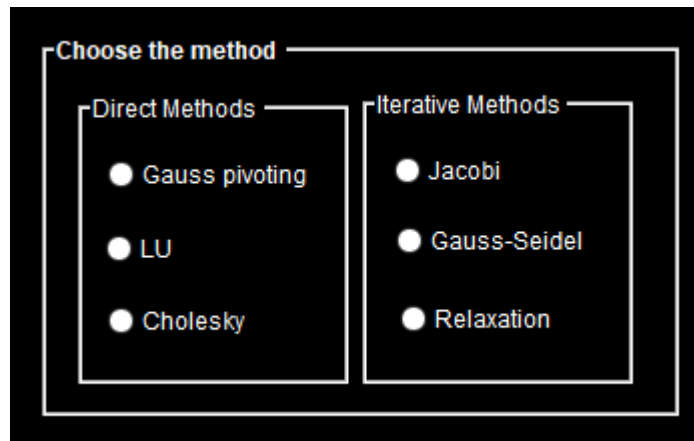 Choose the method
Direct Methods
Gauss pivoting
LU
Cholesky
Iterative Methods
Jacobi
Gauss-Seidel
Relaxation